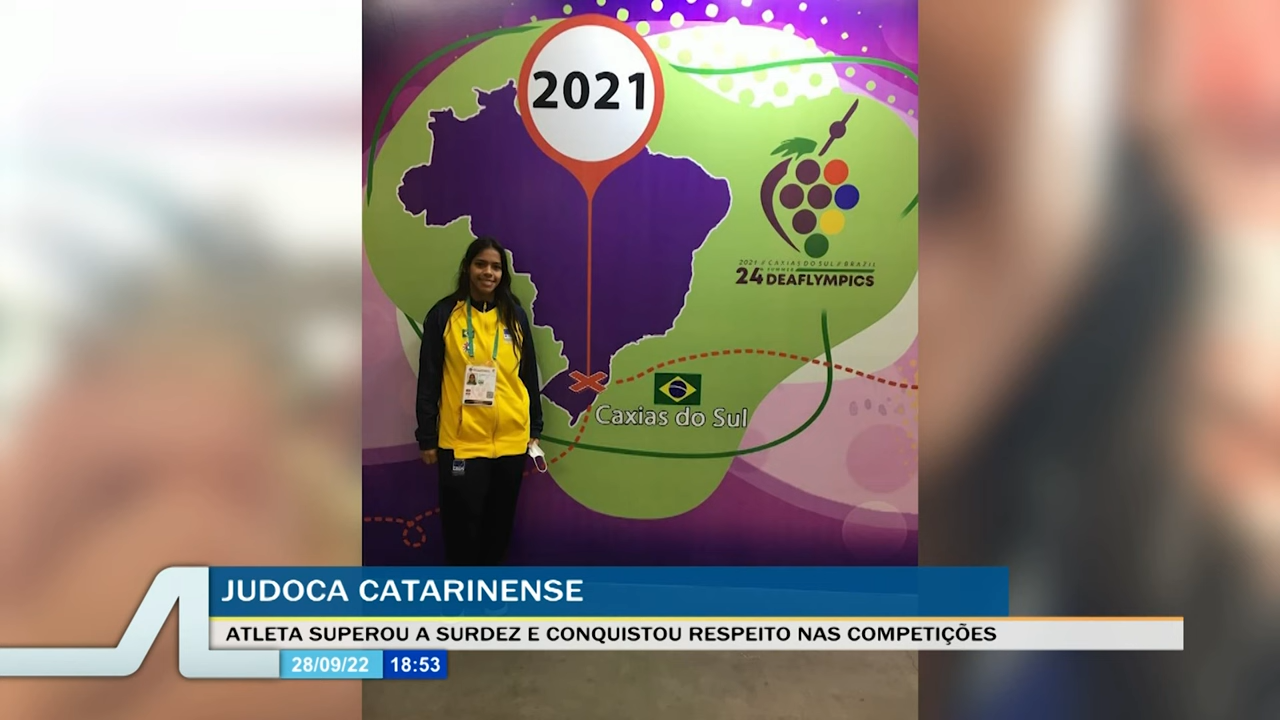 2021
2021 // CAXIAS DO SUL // BRAZIL
24 SUMMER
DEAFLYMPICS
Caxias do Sul
JUDOCA CATARINENSE
ATLETA SUPEROU A SURDEZ E CONQUISTOU RESPEITO NAS COMPETIÇÕES
28/09/22 18:53